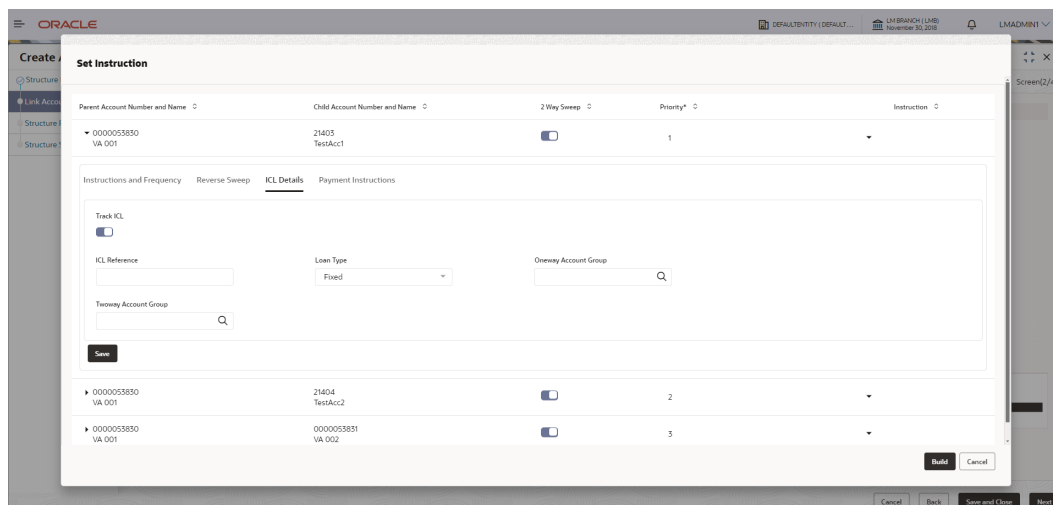 ORACLE
DEFAULTENTITY ( DEFAULT....
LM BRANCH ( LMB)
November 30, 2018
LMADMIN1
Create
Set Instruction
Structure
Screen(2/4
Link Accou
Parent Account Number and Name
Child Account Number and Name
2 Way Sweep
Priority*
Instruction
Structure
0000053830
21403
1
VA 001
TestAcc1
Structure
Instructions and Frequency
Reverse Sweep
ICL Details
Payment Instructions
Track ICL
ICL Reference
Loan Type
Oneway Account Group
Fixed
Twoway Account Group
Save
0000053830
21404
2
VA 001
TestAcc2
0000053830
0000053831
3
VA 001
VA 002
Build
Cancel
Cancel
Back
Save and Close
Next